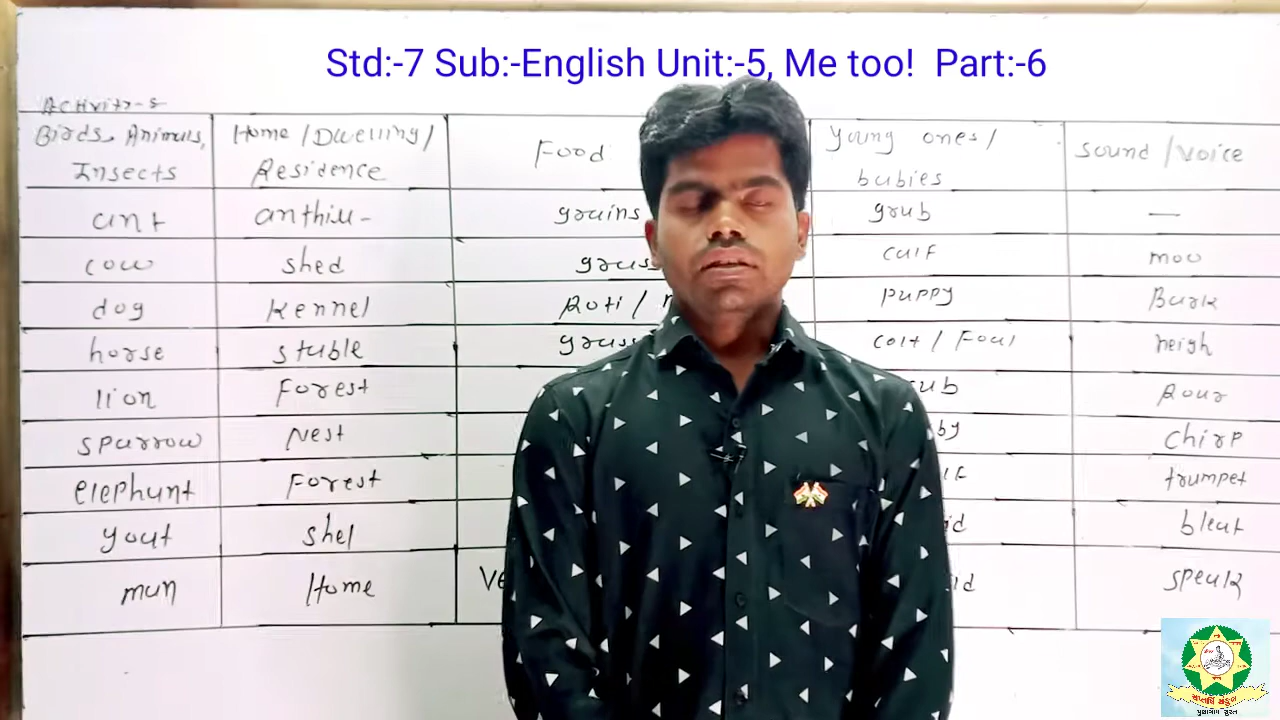 Std:-7 Sub:-English Unit:-5, Me too! Part:-6
Activity-5
Birds, Animals, Insects Home/Dwelling/Residence Food Young ones/babies Sound/Voice
ant anthill- grains grub —
cow shed grass calf moo
dog Kennel Roti / puppy Bark
horse stable grass colt / Foal neigh
lion Forest Roar
Sparrow Nest Chirp
elephant Forest trumpet
goat shel bleat
man Home speak